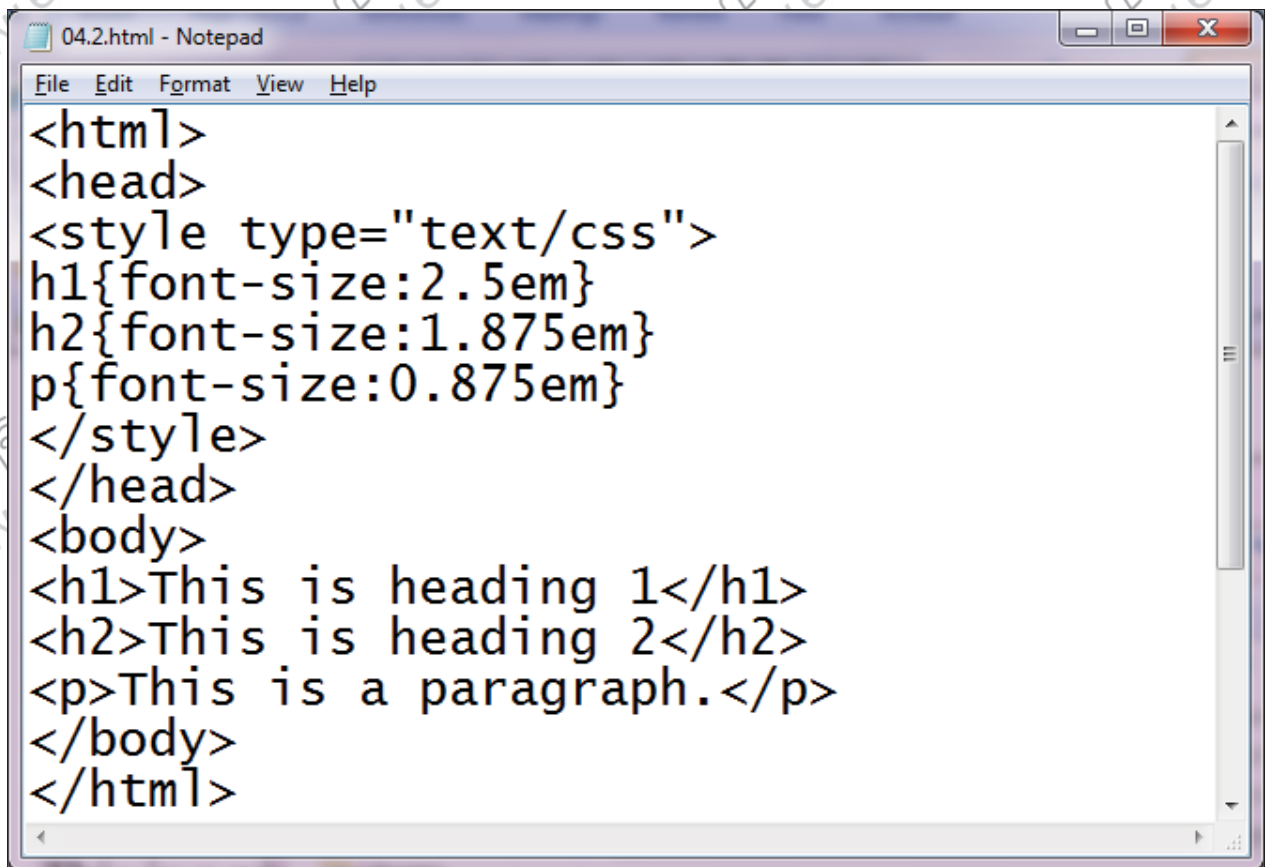 04.2.html - Notepad
File Edit Format View Help
<html>
<head>
<style type="text/css">
h1{font-size:2.5em}
h2{font-size:1.875em}
p{font-size:0.875em}
</style>
</head>
<body>
<h1>This is heading 1</h1>
<h2>This is heading 2</h2>
<p>This is a paragraph.</p>
</body>
</html>